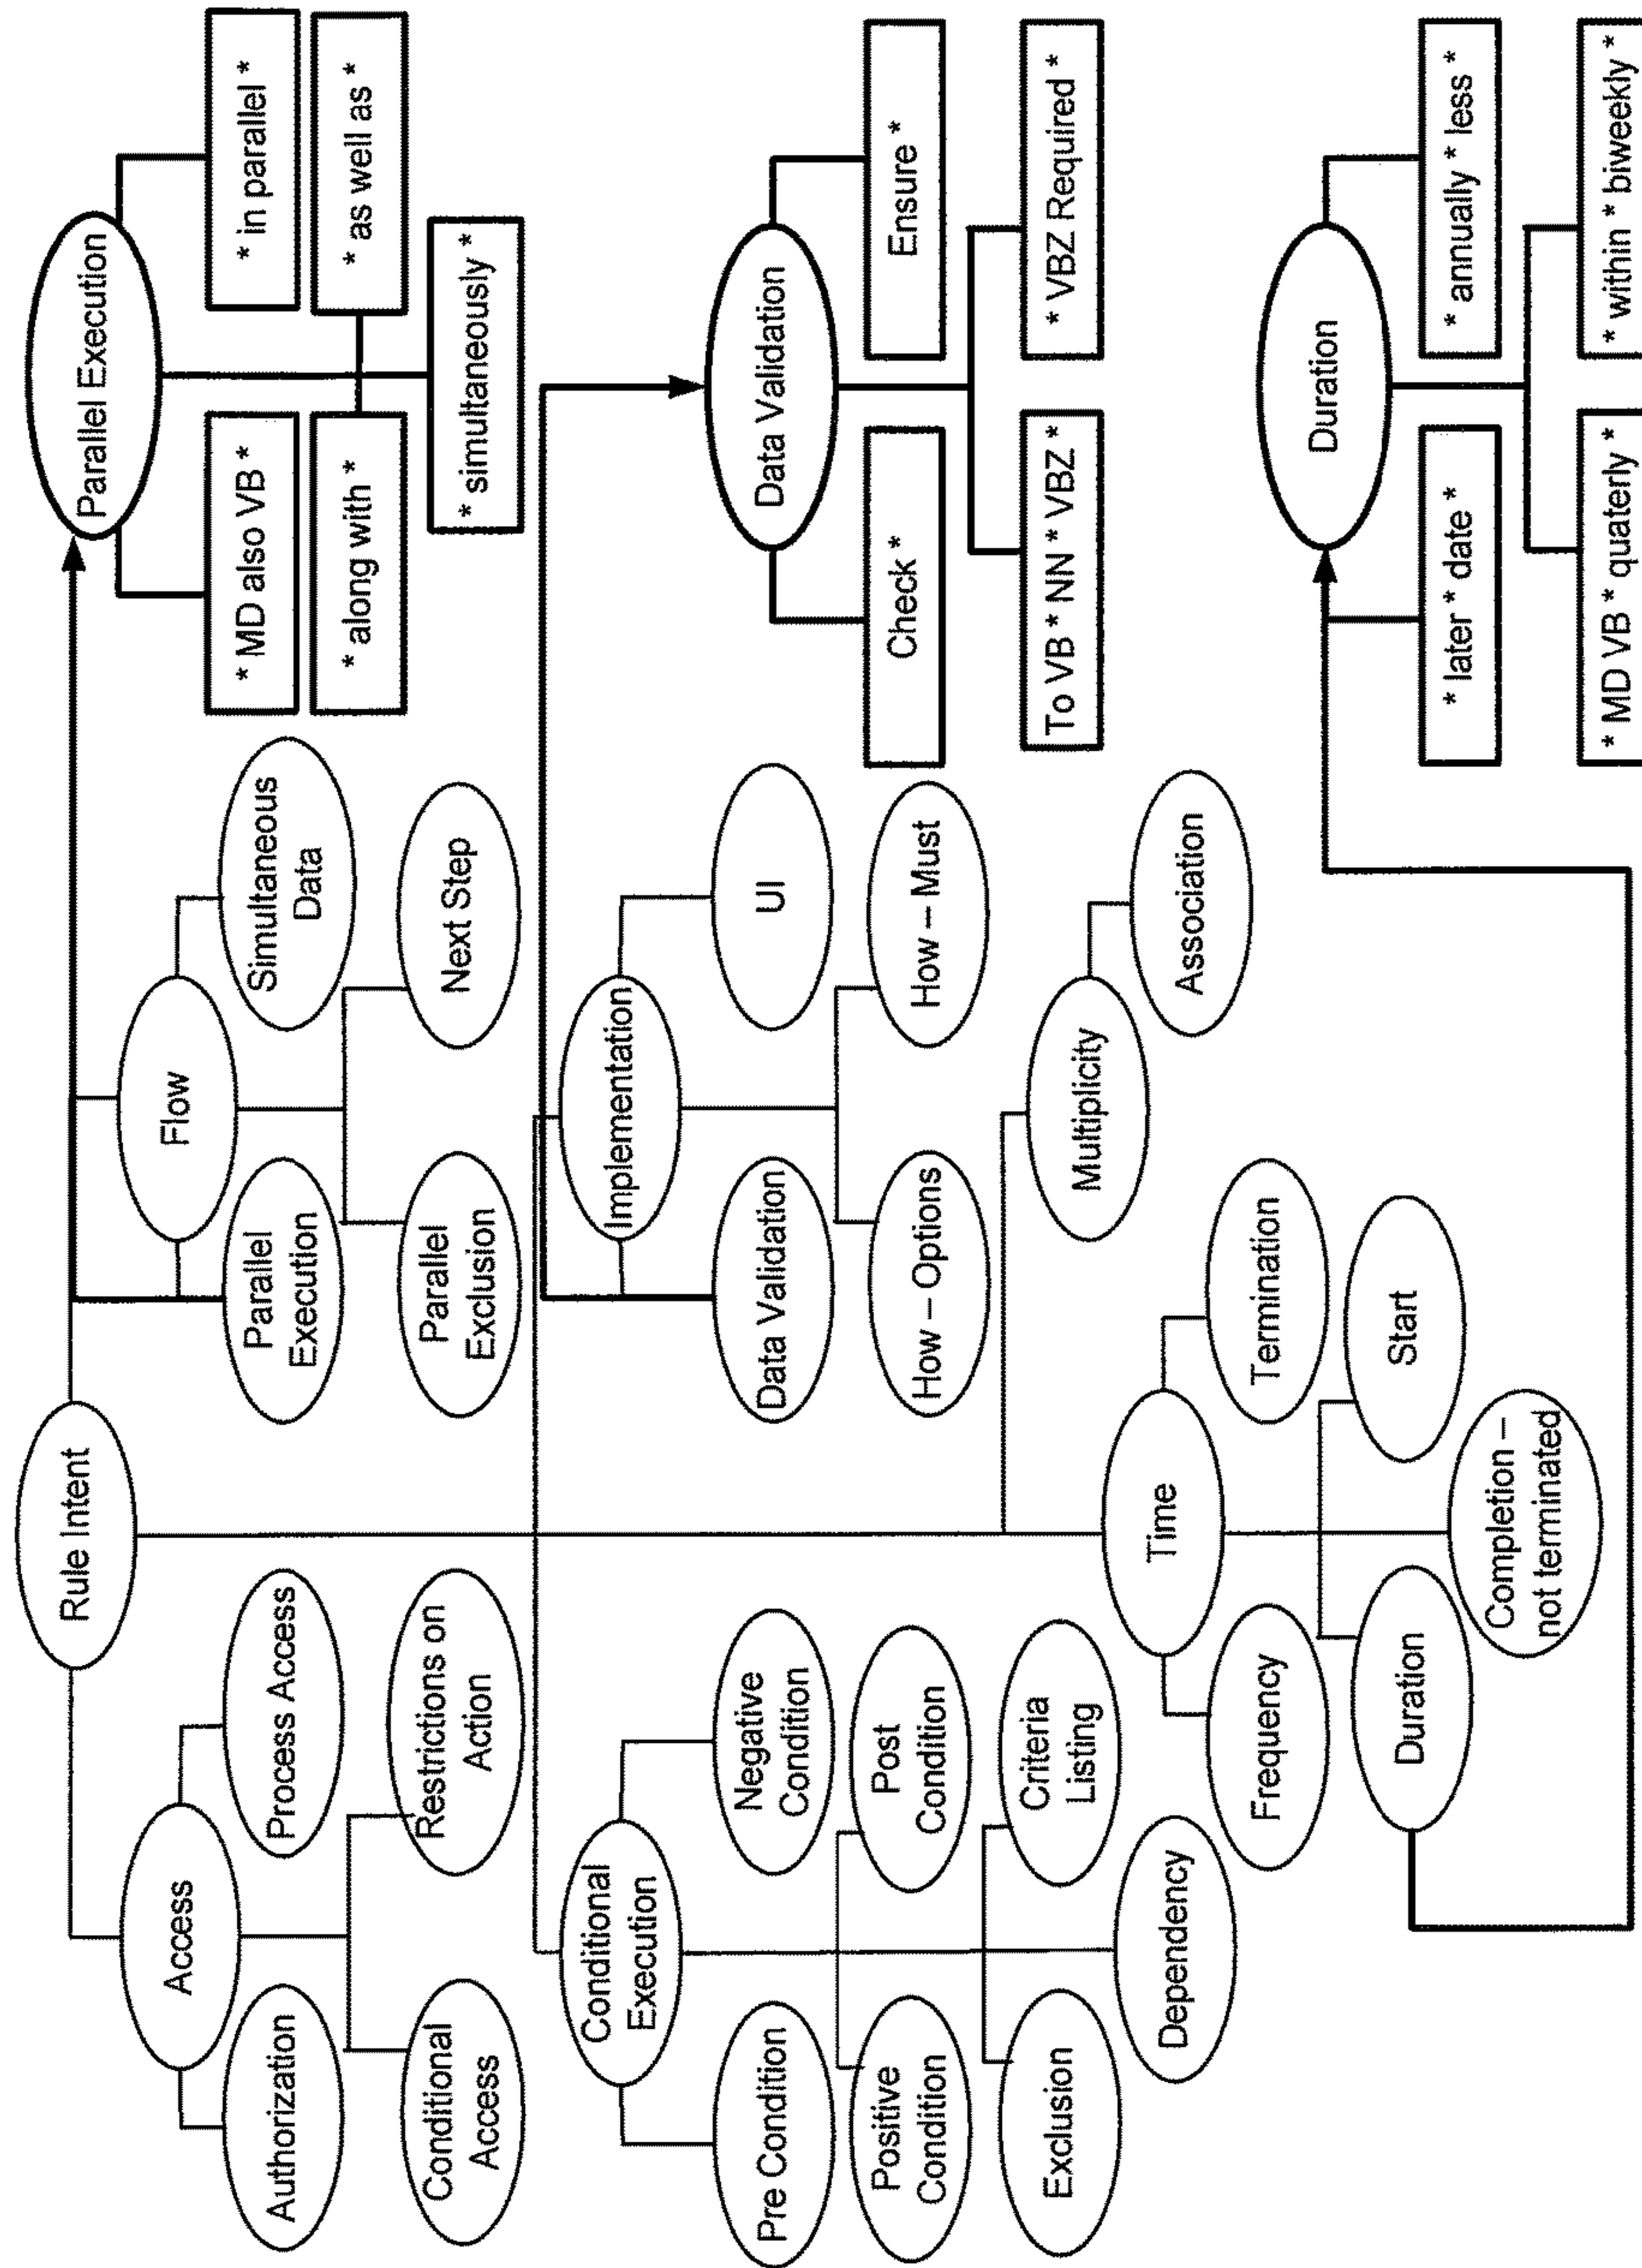 Rule Intent
Access
Authorization
Process Access
Conditional
Access
Restrictions on
Action
Flow
Parallel
Execution
Simultaneous
Data
Parallel
Exclusion
Next Step
Conditional
Execution
Pre Condition
Negative
Condition
Positive
Condition
Post
Condition
Exclusion
Criteria
Listing
Dependency
Implementation
Data Validation
UI
How – Options
How – Must
Multiplicity
Association
Time
Frequency
Termination
Duration
Start
Completion –
not terminated
Parallel Execution
* MD also VB *
* in parallel *
* along with *
* as well as *
* simultaneously *
Data Validation
Check *
Ensure *
To VB * NN * VBZ *
* VBZ Required *
Duration
* later * date *
* annually * less *
* MD VB * quaterly *
* within * biweekly *